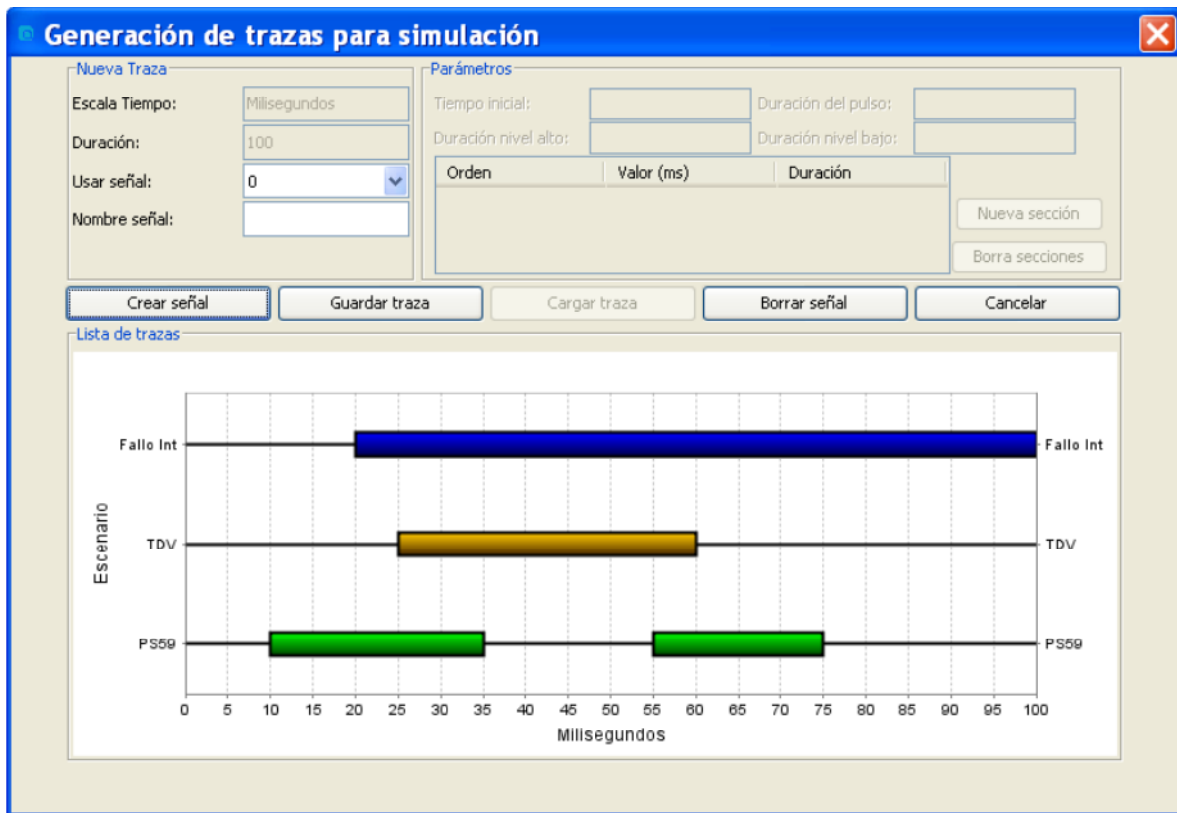 Generación de trazas para simulación
Nueva Traza
Escala Tiempo: Milisegundos
Duración: 100
Usar señal: 0
Nombre señal:
Parámetros
Tiempo inicial: Duración del pulso:
Duración nivel alto: Duración nivel bajo:
Orden Valor (ms) Duración
Nueva sección
Borra secciones
Crear señal Guardar traza Cargar traza Borrar señal Cancelar
Lista de trazas
Escenario
Fallo Int Fallo Int
TDV TDV
PS59 PS59
0 5 10 15 20 25 30 35 40 45 50 55 60 65 70 75 80 85 90 95 100
Milisegundos